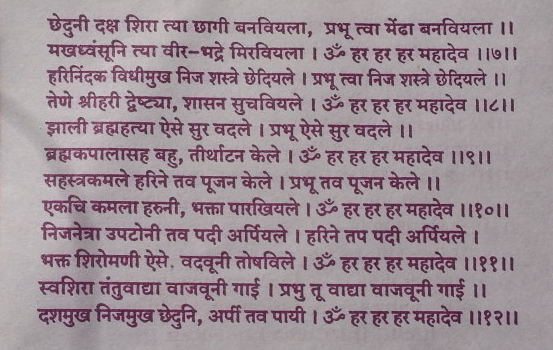 छेदुनी दक्ष शिरा त्या छागी बनवियला, प्रभू त्वा मेंढा बनवियला ।।
मखध्वंसूनि त्या वीर-भद्रे मिरवियला । ॐ हर हर हर महादेव ।।७।।
हरिनिंदक विधीमुख निज शस्त्रे छेदियले । प्रभू त्वा निज शस्त्रे छेदियले ।।
तेणे श्रीहरी द्वेष्ट्या, शासन सुचवियले । ॐ हर हर हर महादेव ।।८।।
झाली ब्रह्महत्या ऐसे सुर वदले । प्रभू ऐसे सुर वदले ।।
ब्रह्मकपालासह बहु, तीर्थाटन केले । ॐ हर हर हर महादेव ।।९।।
सहस्त्रकमले हरिने तव पूजन केले । प्रभू तव पूजन केले ।।
एकचि कमला हरुनी, भक्ता पारखियले । ॐ हर हर हर महादेव ।।१०।।
निजनेत्रा उपटोनी तव पदी अर्पियले । हरिने तप पदी अर्पियले ।
भक्त शिरोमणी ऐसे. वदवूनी तोषविले । ॐ हर हर हर महादेव ।।११।।
स्वशिरा तंतुवाद्या वाजवूनी गाई । प्रभु तू वाद्या वाजवूनी गाई ।।
दशमुख निजमुख छेदुनि, अर्पी तव पायी । ॐ हर हर हर महादेव ।।१२।।